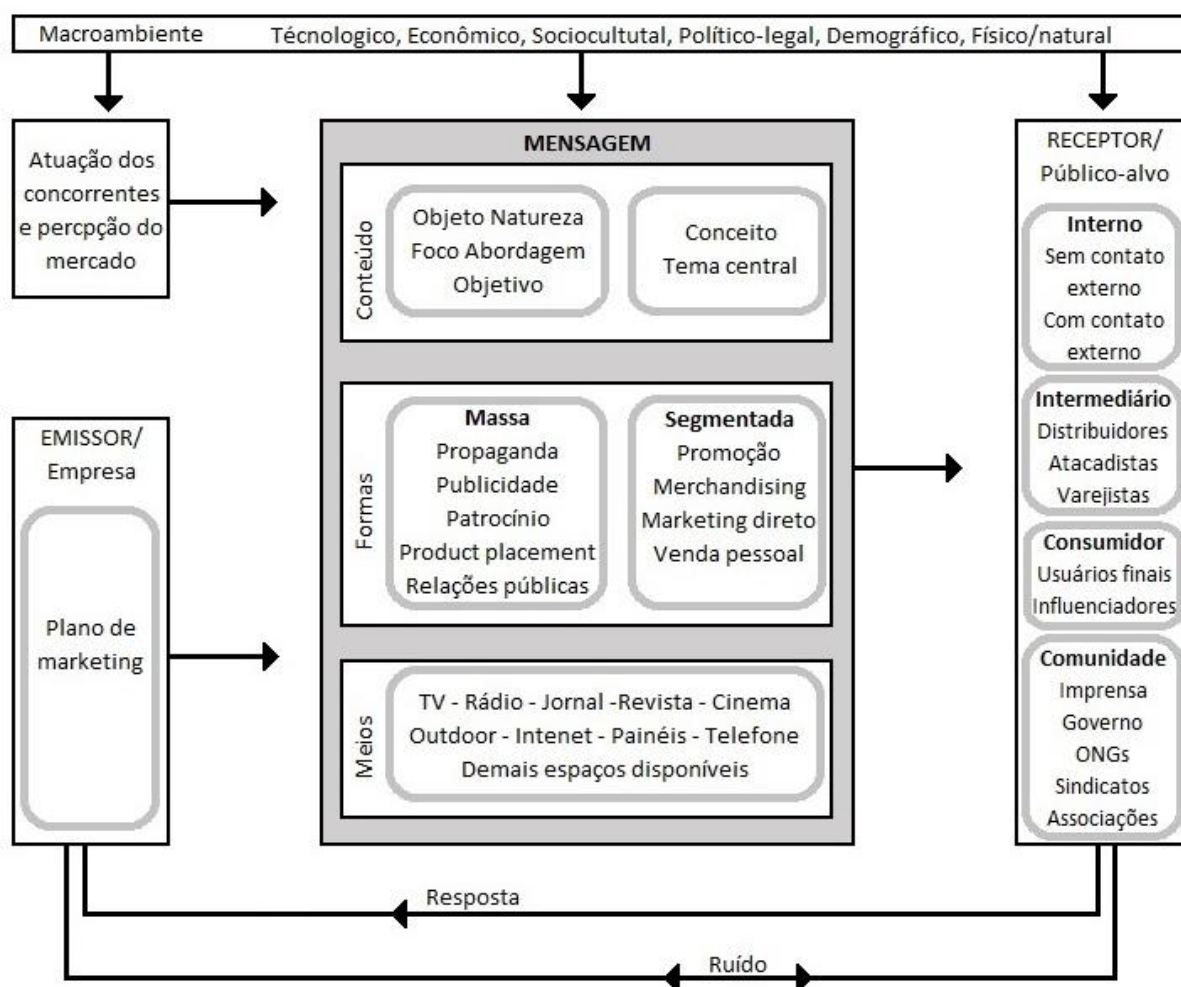 Macroambiente Técnologico, Econômico, Sociocultutal, Político-legal, Demográfico, Físico/natural
Atuação dos
concorrentes
e percpção do
mercado
EMISSOR/
Empresa
Plano de
marketing
MENSAGEM
Conteúdo
Objeto Natureza
Foco Abordagem
Objetivo
Conceito
Tema central
Formas
Massa
Propaganda
Publicidade
Patrocínio
Product placement
Relações públicas
Segmentada
Promoção
Merchandising
Marketing direto
Venda pessoal
Meios
TV - Rádio - Jornal -Revista - Cinema
Outdoor - Intenet - Painéis - Telefone
Demais espaços disponíveis
RECEPTOR/
Público-alvo
Interno
Sem contato
externo
Com contato
externo
Intermediário
Distribuidores
Atacadistas
Varejistas
Consumidor
Usuários finais
Influenciadores
Comunidade
Imprensa
Governo
ONGs
Sindicatos
Associações
Resposta
Ruído